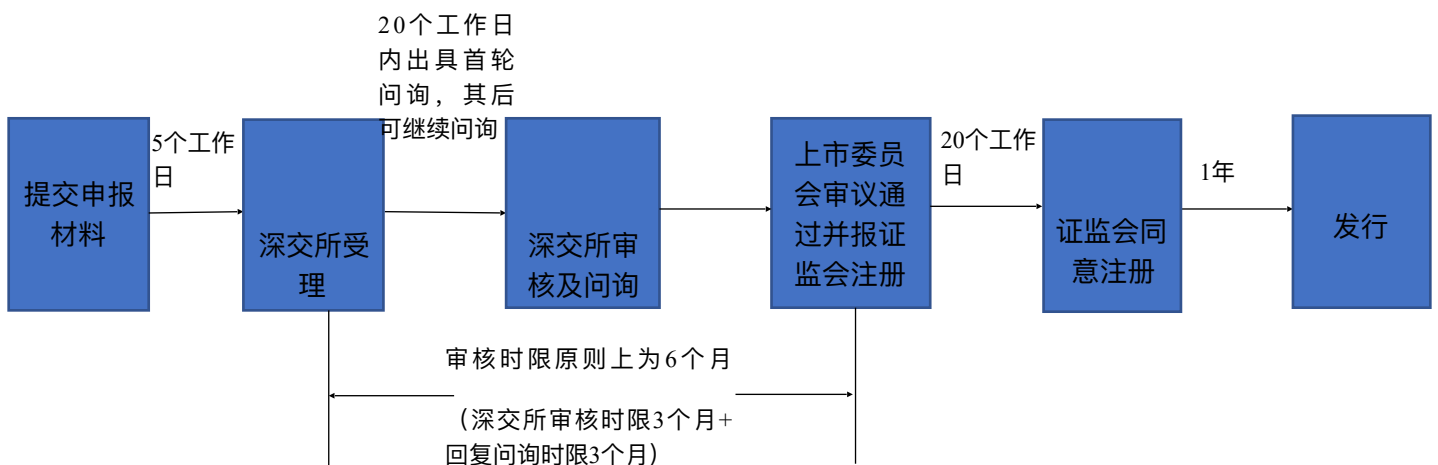 20个工作日
内出具首轮
问询，其后
可继续问询
5个工作
日
提交申报
材料
深交所受
理
深交所审
核及问询
上市委员
会审议通
过并报证
监会注册
20个工作
日
证监会同
意注册
1年
发行
审核时限原则上为6个月
（深交所审核时限3个月+
回复问询时限3个月）